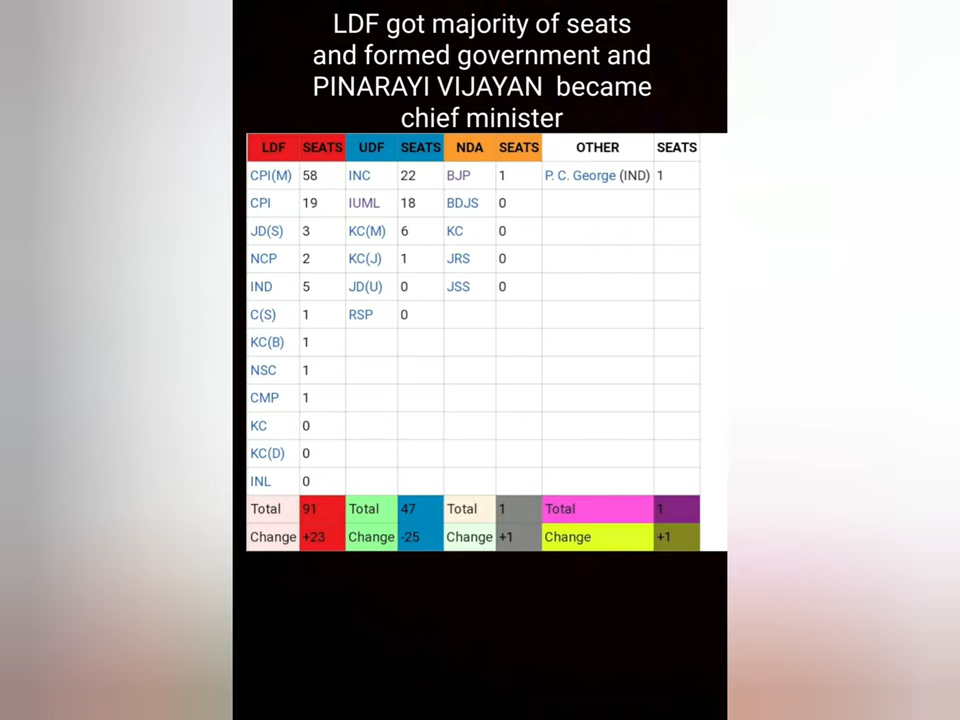 LDF got majority of seats
and formed government and
PINARAYI VIJAYAN became
chief minister
LDF SEATS UDF SEATS NDA SEATS OTHER SEATS
CPI(M) 58 INC 22 BJP 1 P. C. George (IND) 1
CPI 19 IUML 18 BDJS 0
JD(S) 3 KC(M) 6 KC 0
NCP 2 KC(J) 1 JRS 0
IND 5 JD(U) 0 JSS 0
C(S) 1 RSP 0
KC(B) 1
NSC 1
CMP 1
KC 0
KC(D) 0
INL 0
Total 91 Total 47 Total 1 Total 1
Change +23 Change -25 Change +1 Change +1